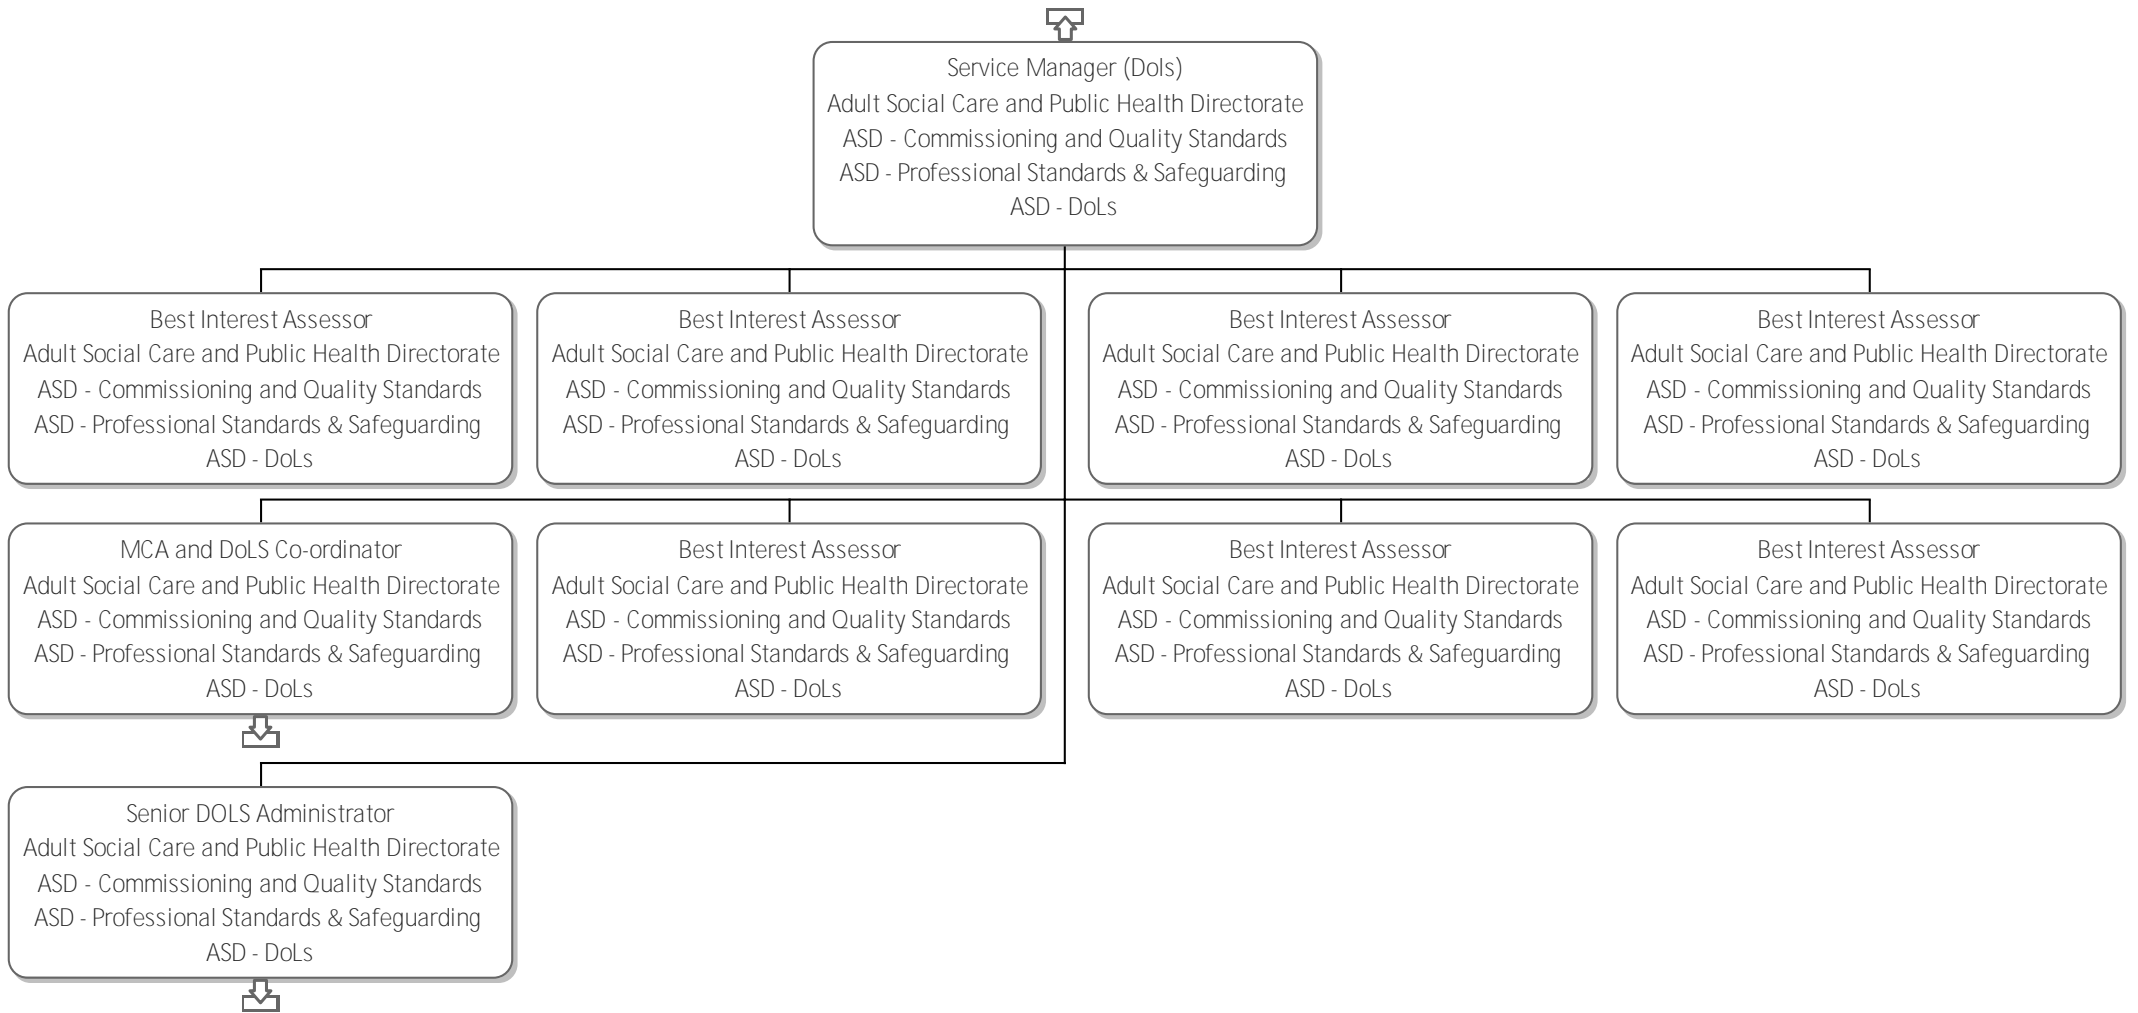 Service Manager (Dols)
Adult Social Care and Public Health Directorate
ASD - Commissioning and Quality Standards
ASD - Professional Standards & Safeguarding
ASD - DoLs
Best Interest Assessor
Adult Social Care and Public Health Directorate
ASD - Commissioning and Quality Standards
ASD - Professional Standards & Safeguarding
ASD - DoLs
Best Interest Assessor
Adult Social Care and Public Health Directorate
ASD - Commissioning and Quality Standards
ASD - Professional Standards & Safeguarding
ASD - DoLs
Best Interest Assessor
Adult Social Care and Public Health Directorate
ASD - Commissioning and Quality Standards
ASD - Professional Standards & Safeguarding
ASD - DoLs
Best Interest Assessor
Adult Social Care and Public Health Directorate
ASD - Commissioning and Quality Standards
ASD - Professional Standards & Safeguarding
ASD - DoLs
MCA and DoLS Co-ordinator
Adult Social Care and Public Health Directorate
ASD - Commissioning and Quality Standards
ASD - Professional Standards & Safeguarding
ASD - DoLs
Best Interest Assessor
Adult Social Care and Public Health Directorate
ASD - Commissioning and Quality Standards
ASD - Professional Standards & Safeguarding
ASD - DoLs
Best Interest Assessor
Adult Social Care and Public Health Directorate
ASD - Commissioning and Quality Standards
ASD - Professional Standards & Safeguarding
ASD - DoLs
Best Interest Assessor
Adult Social Care and Public Health Directorate
ASD - Commissioning and Quality Standards
ASD - Professional Standards & Safeguarding
ASD - DoLs
Senior DOLS Administrator
Adult Social Care and Public Health Directorate
ASD - Commissioning and Quality Standards
ASD - Professional Standards & Safeguarding
ASD - DoLs